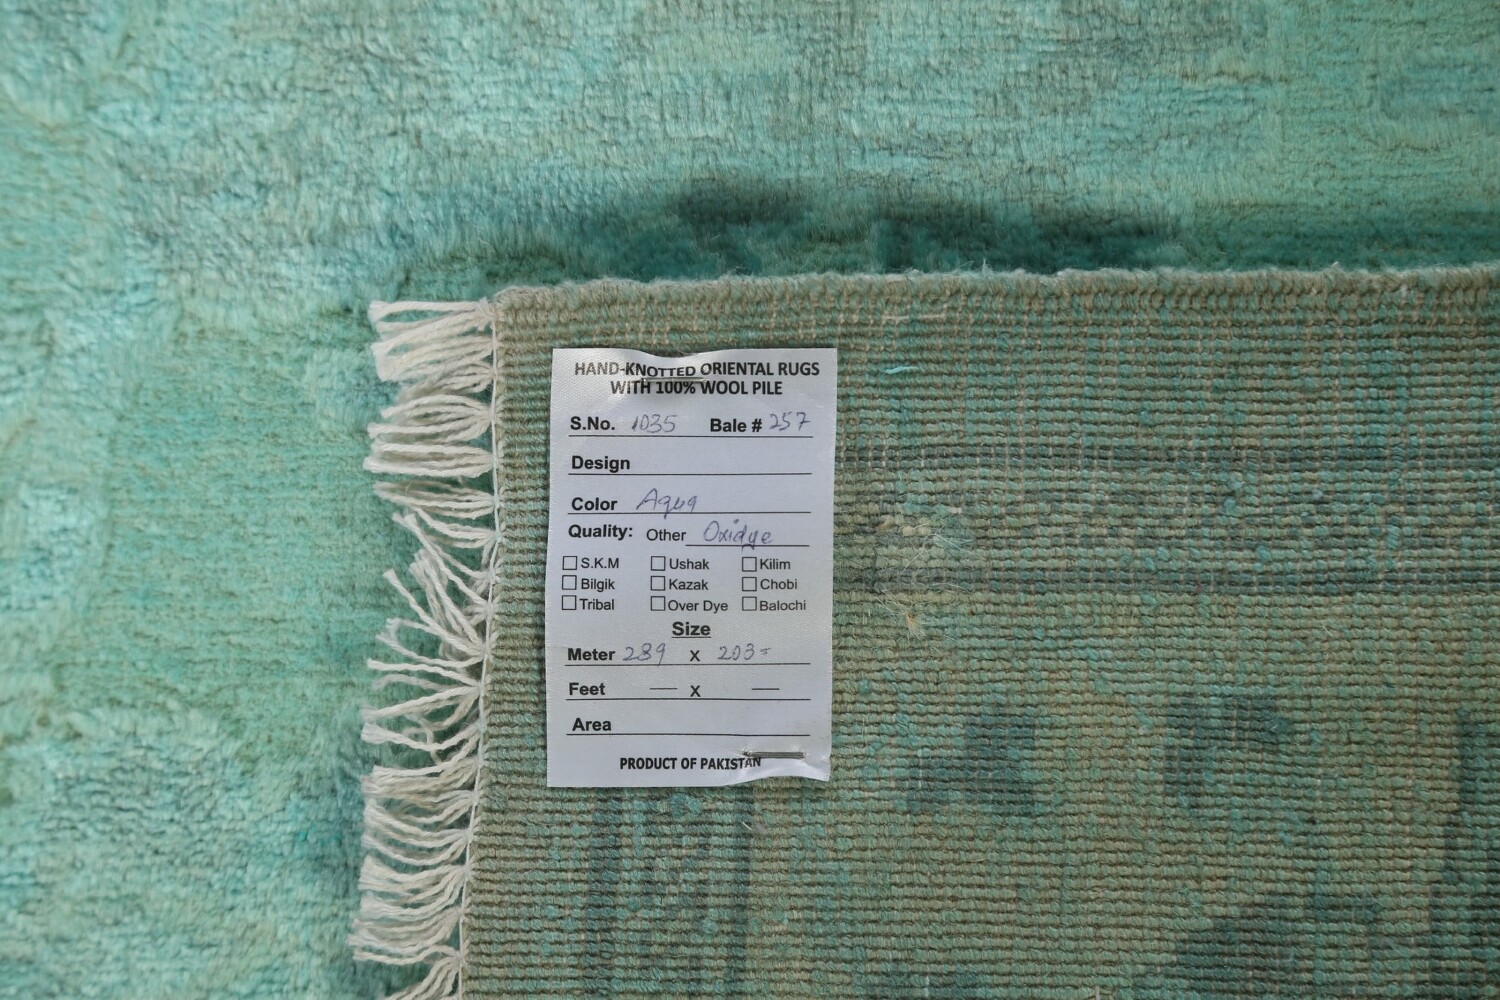 HAND-KNOTTED ORIENTAL RUGS
WITH 100% WOOL PILE
S.No. 1035 Bale # 257
Design
Color Aqua
Quality: Other Oxidye
☐ S.K.M ☐ Ushak ☐ Kilim
☐ Bilgik ☐ Kazak ☐ Chobi
☐ Tribal ☐ Over Dye ☐ Balochi
Size
Meter 289 x 203
Feet — x —
Area
PRODUCT OF PAKISTAN